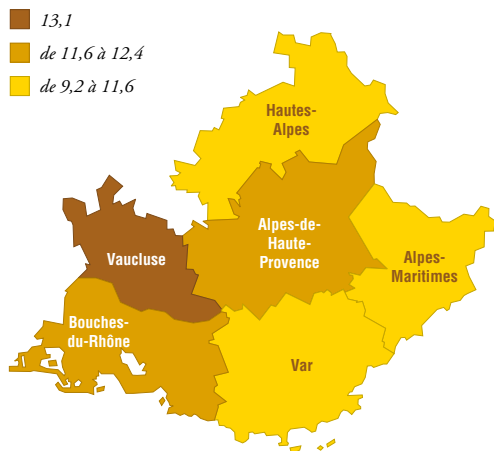 13,1
de 11,6 à 12,4
de 9,2 à 11,6
Hautes-
Alpes
Alpes-de-
Haute-
Provence
Vaucluse
Alpes-
Maritimes
Bouches-
du-Rhône
Var